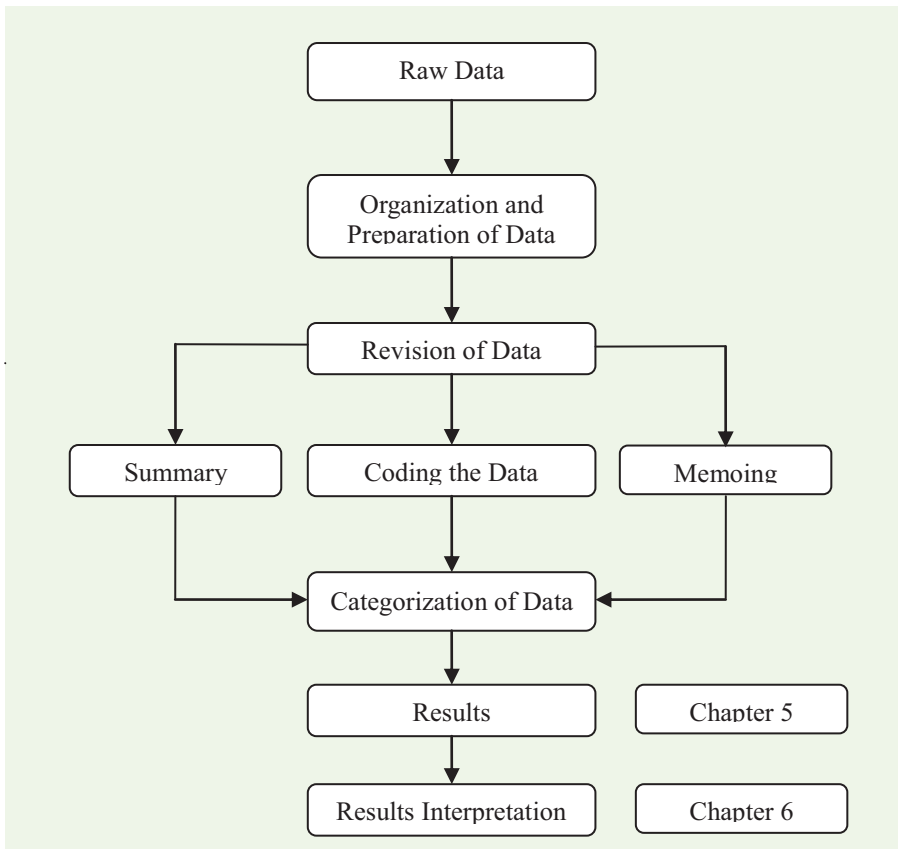 Raw Data
Organization and
Preparation of Data
Revision of Data
Summary
Coding the Data
Memoing
Categorization of Data
Results
Chapter 5
Results Interpretation
Chapter 6